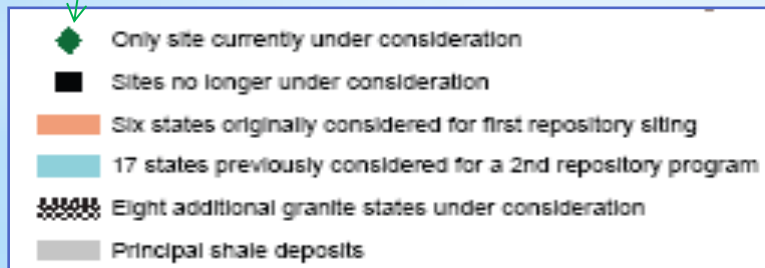 Only site currently under consideration
Sites no longer under consideration
Six states originally considered for first repository siting
17 states previously considered for a 2nd repository program
Eight additional granite states under consideration
Principal shale deposits